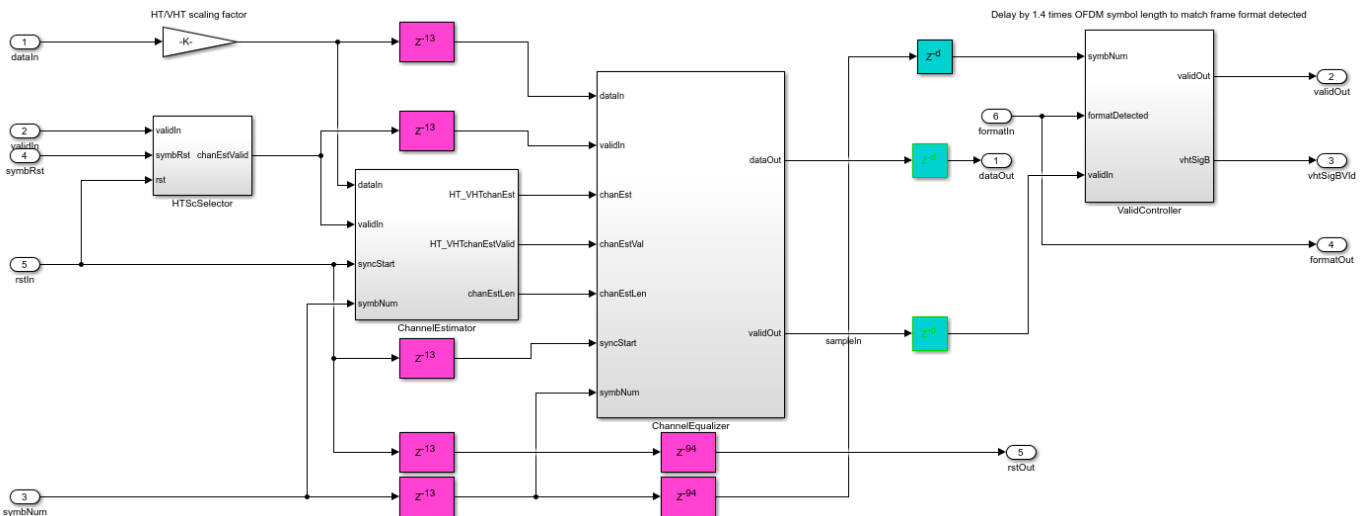 HT/VHT scaling factor
Delay by 1.4 times OFDM symbol length to match frame format detected
1
dataIn
-K-
z-13
z-d
symbNum
validOut
2
validOut
dataIn
2
validIn
validIn
4
symbRst
symbRst
chanEstValid
rst
HTScSelector
z-13
validIn
6
formatIn
formatDetected
dataOut
z-d
1
dataOut
vhtSigB
3
vhtSigBVld
validIn
ValidController
dataIn
HT_VHTchanEst
validIn
HT_VHTchanEstValid
syncStart
chanEstLen
symbNum
ChannelEstimator
chanEst
chanEstVal
chanEstLen
5
rstIn
4
formatOut
validOut
sampleIn
z-d
z-13
syncStart
symbNum
ChannelEqualizer
z-13
z-94
5
rstOut
3
symbNum
z-13
z-94